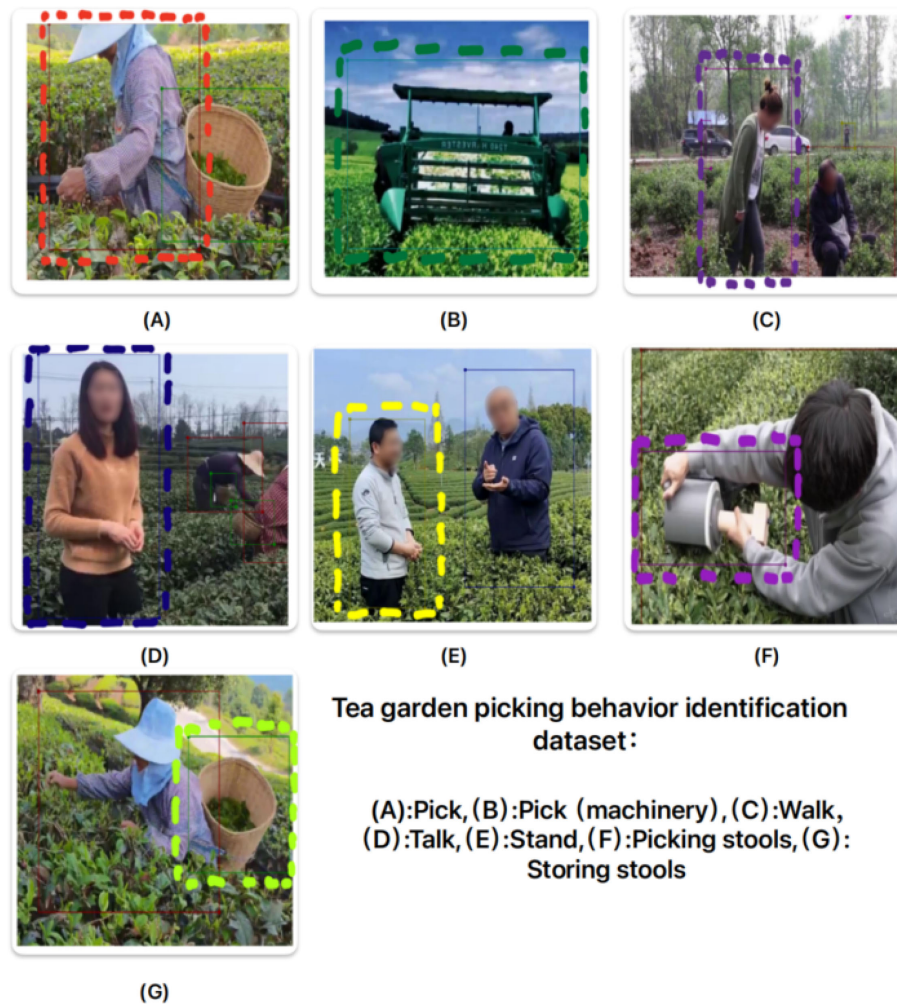 (A)
(B)
(C)
(D)
(E)
(F)
Tea garden picking behavior identification
dataset：
(A):Pick,(B):Pick (machinery),(C):Walk,
(D):Talk,(E):Stand,(F):Picking stools,(G):
Storing stools
(G)